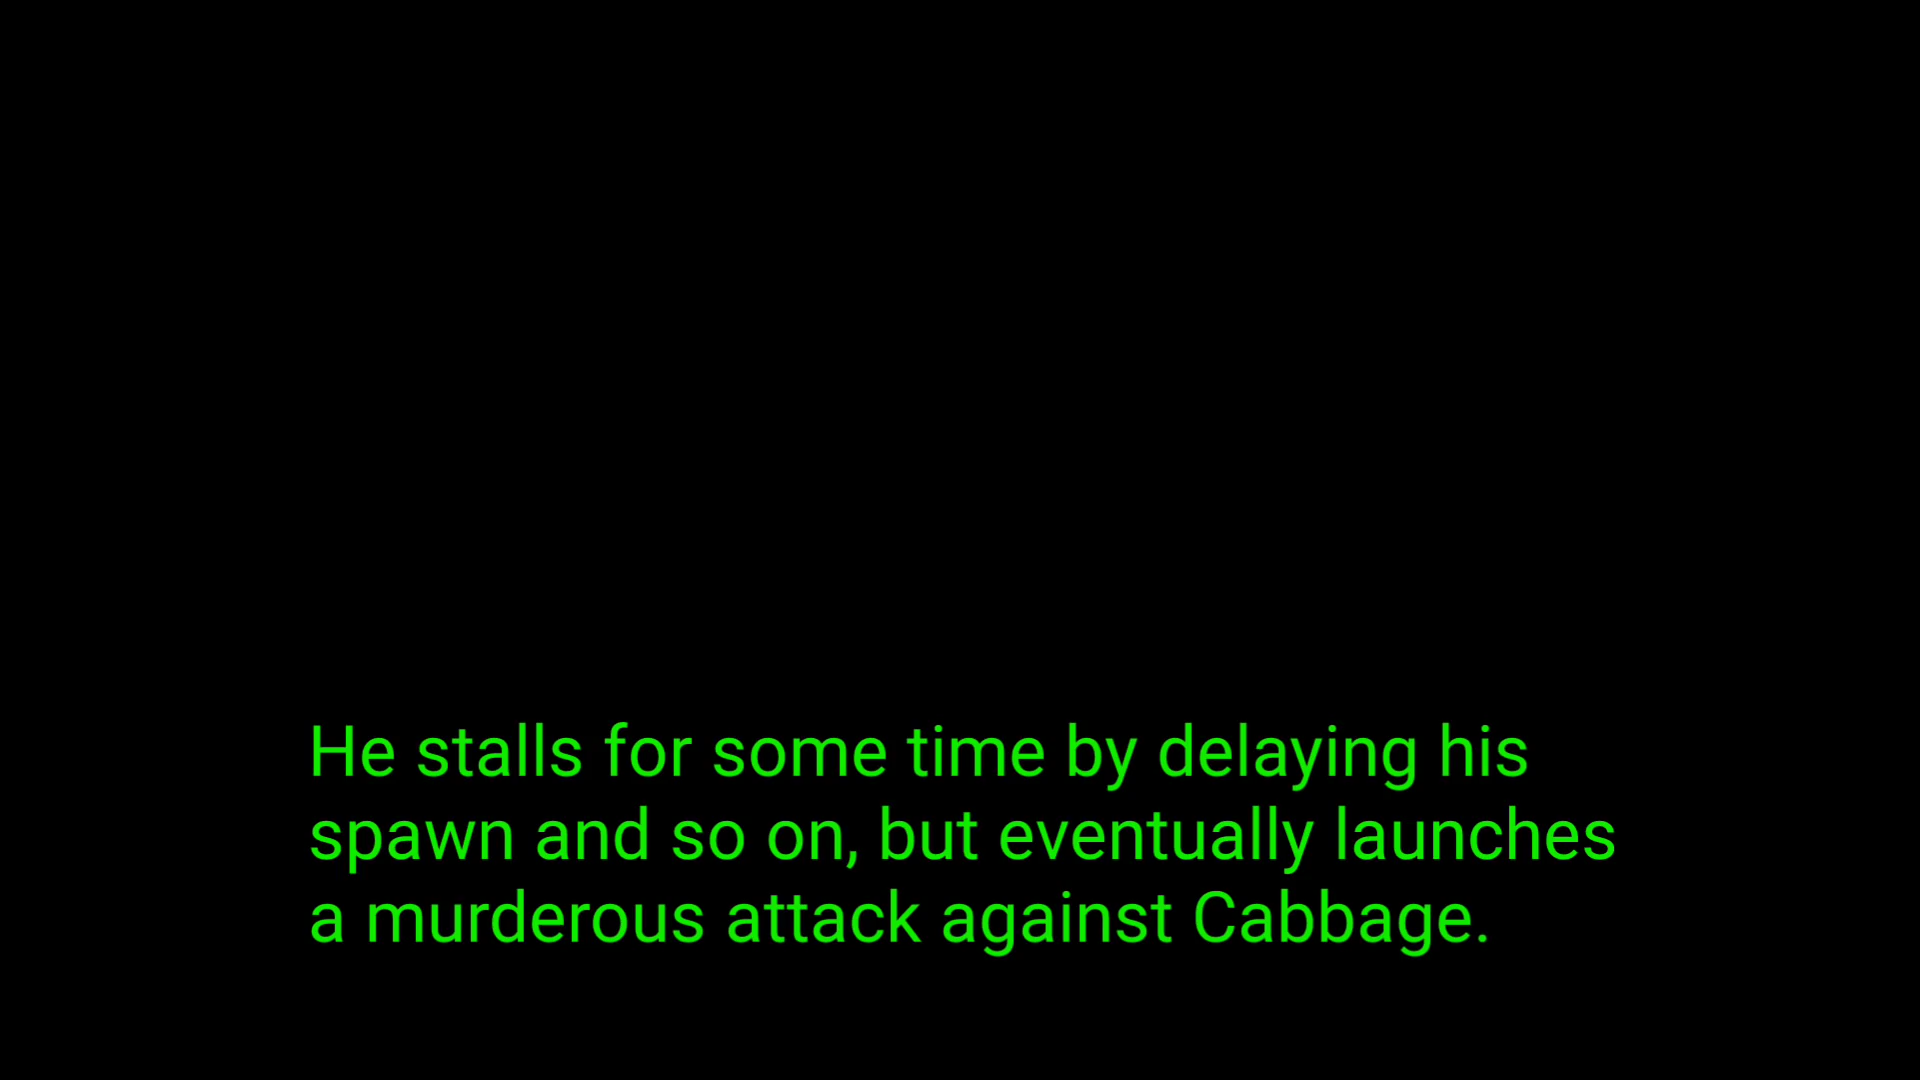 He stalls for some time by delaying his
spawn and so on, but eventually launches
a murderous attack against Cabbage.